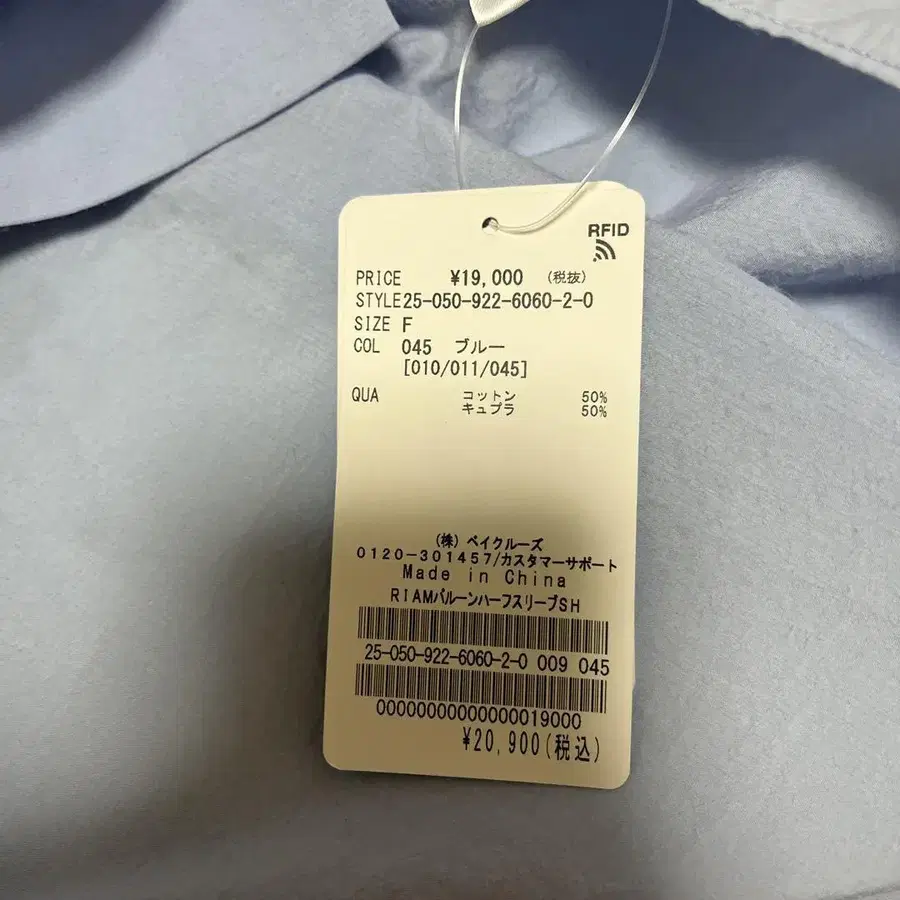 RFID
PRICE ¥19,000 (税抜)
STYLE25-050-922-6060-2-0
SIZE F
COL 045 ブルー
[010/011/045]
QUA コットン 50%
キュプラ 50%
(株) ベイクルーズ
0120-301457/カスタマーサポート
Made in China
RIAMバルーンハーフスリーブSH
25-050-922-6060-2-0 009 045
00000000000000019000
¥20,900(税込)